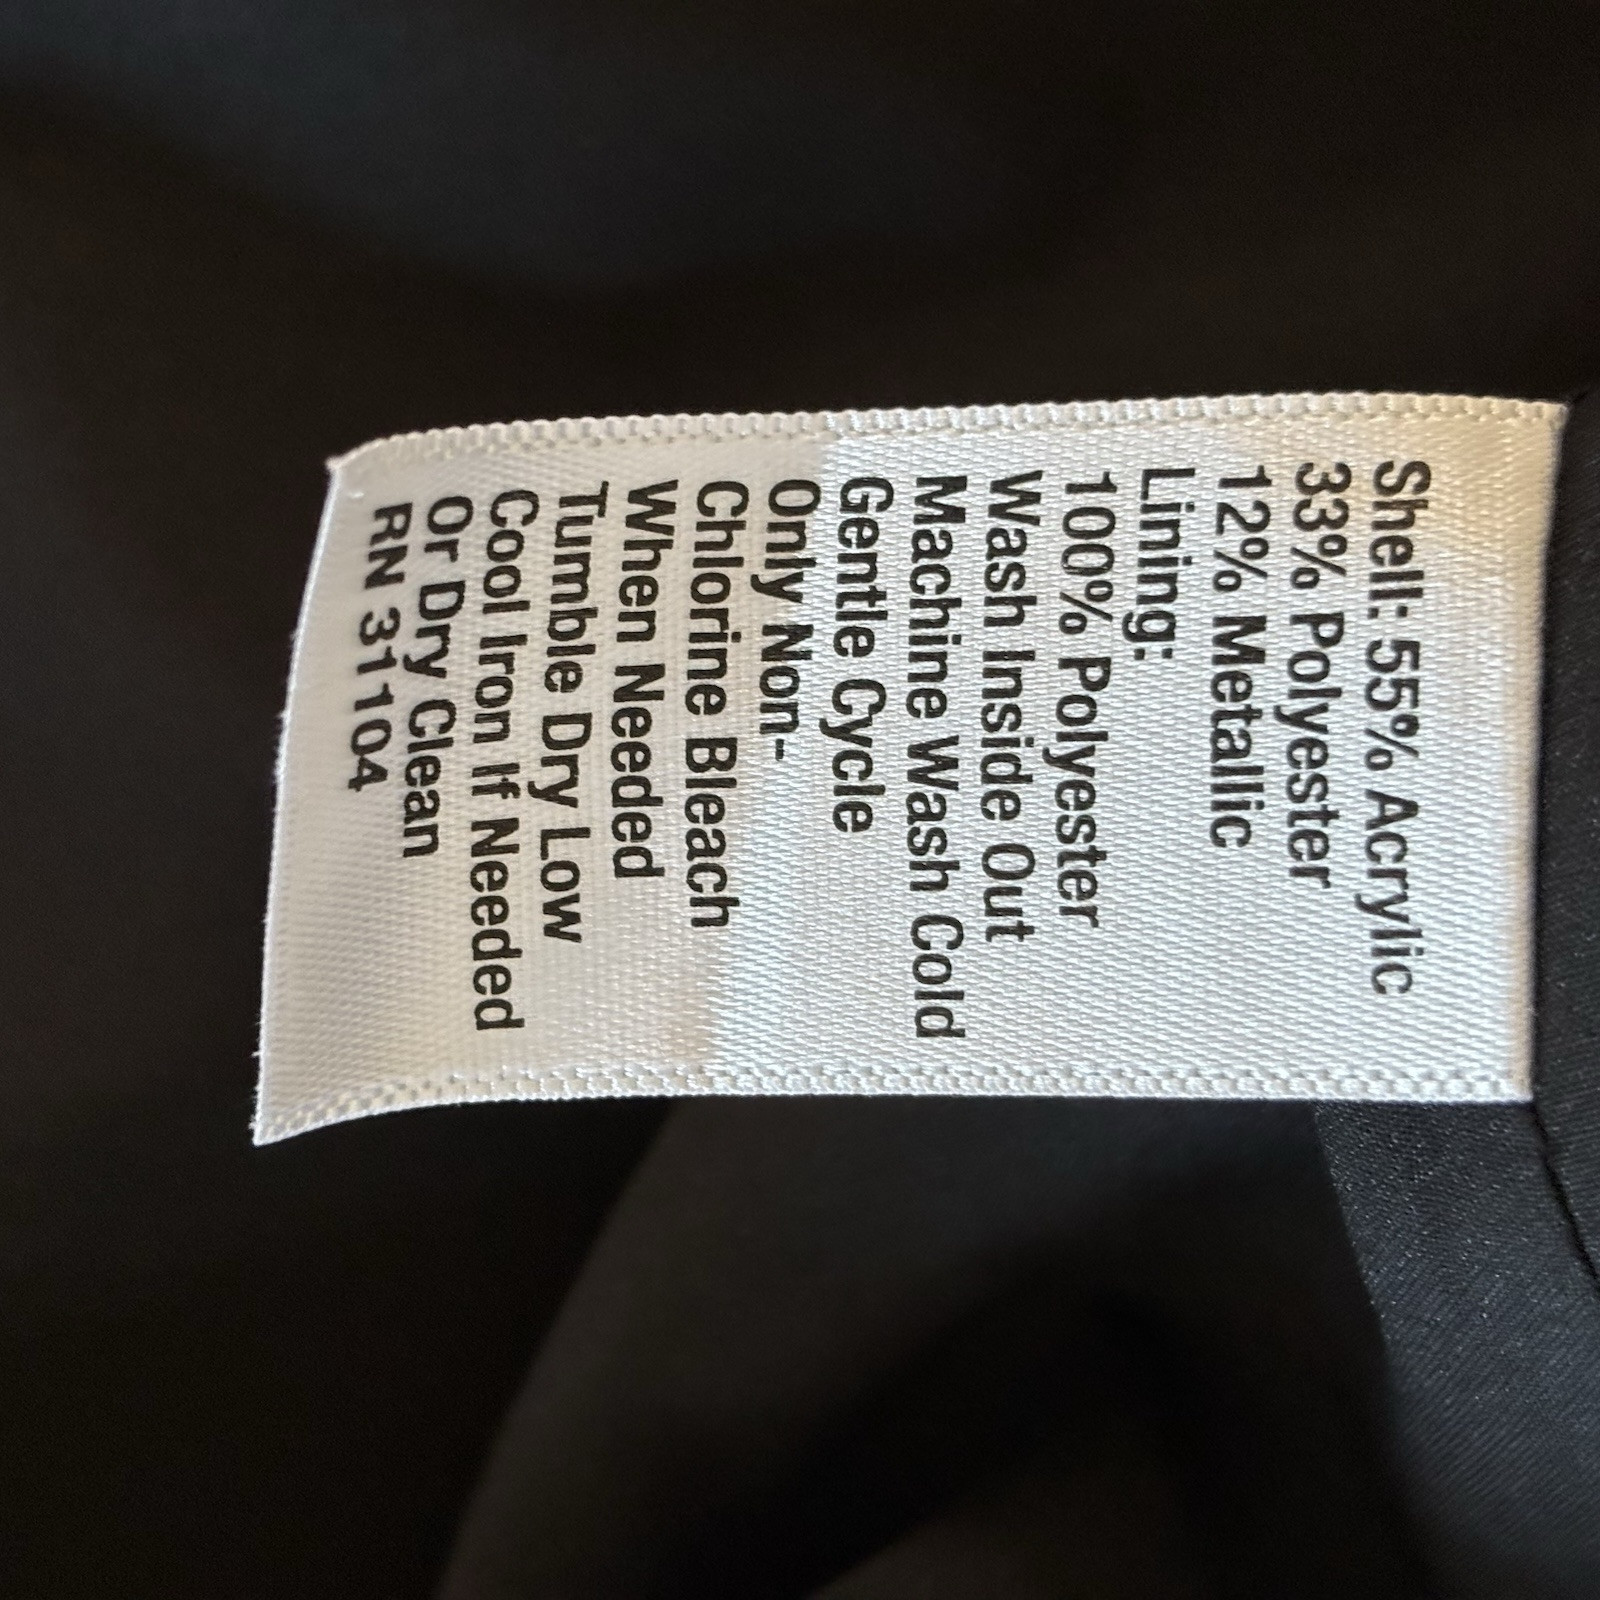 Shell: 55% Acrylic
33% Polyester
12% Metallic
Lining:
100% Polyester
Wash Inside Out
Machine Wash Cold
Gentle Cycle
Only Non-
Chlorine Bleach
When Needed
Tumble Dry Low
Cool Iron If Needed
Or Dry Clean
RN 31104